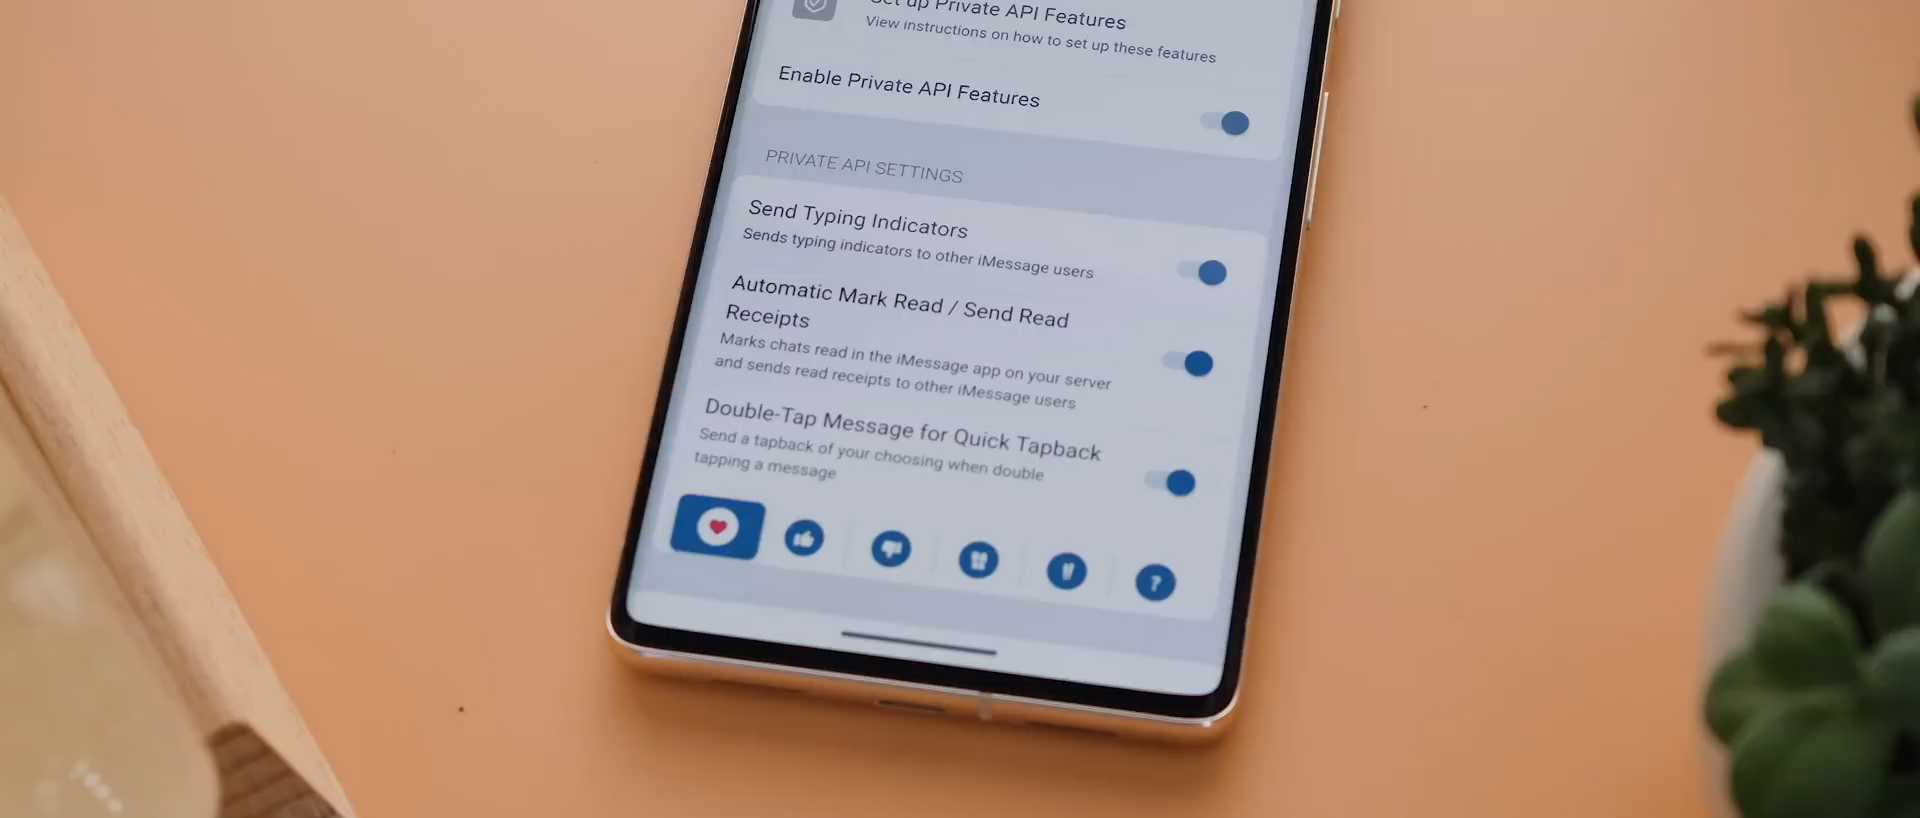 Set up Private API Features
View instructions on how to set up these features
Enable Private API Features
PRIVATE API SETTINGS
Send Typing Indicators
Sends typing indicators to other iMessage users
Automatic Mark Read / Send Read
Receipts
Marks chats read in the iMessage app on your server
and sends read receipts to other iMessage users
Double-Tap Message for Quick Tapback
Send a tapback of your choosing when double
tapping a message
?